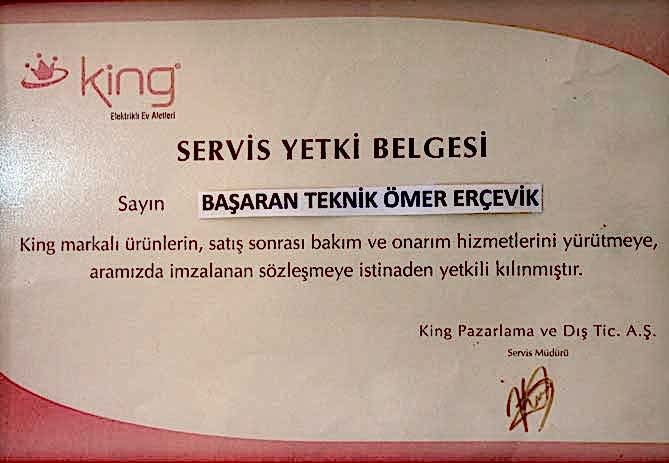 king
Elektrikli Ev Aletleri
SERVİS YETKİ BELGESİ
Sayın BAŞARAN TEKNİK ÖMER ERÇEVİK
King markalı ürünlerin, satış sonrası bakım ve onarım hizmetlerini yürütmeye,
aramızda imzalanan sözleşmeye istinaden yetkili kılınmıştır.
King Pazarlama ve Dış Tic. A.Ş.
Servis Müdürü